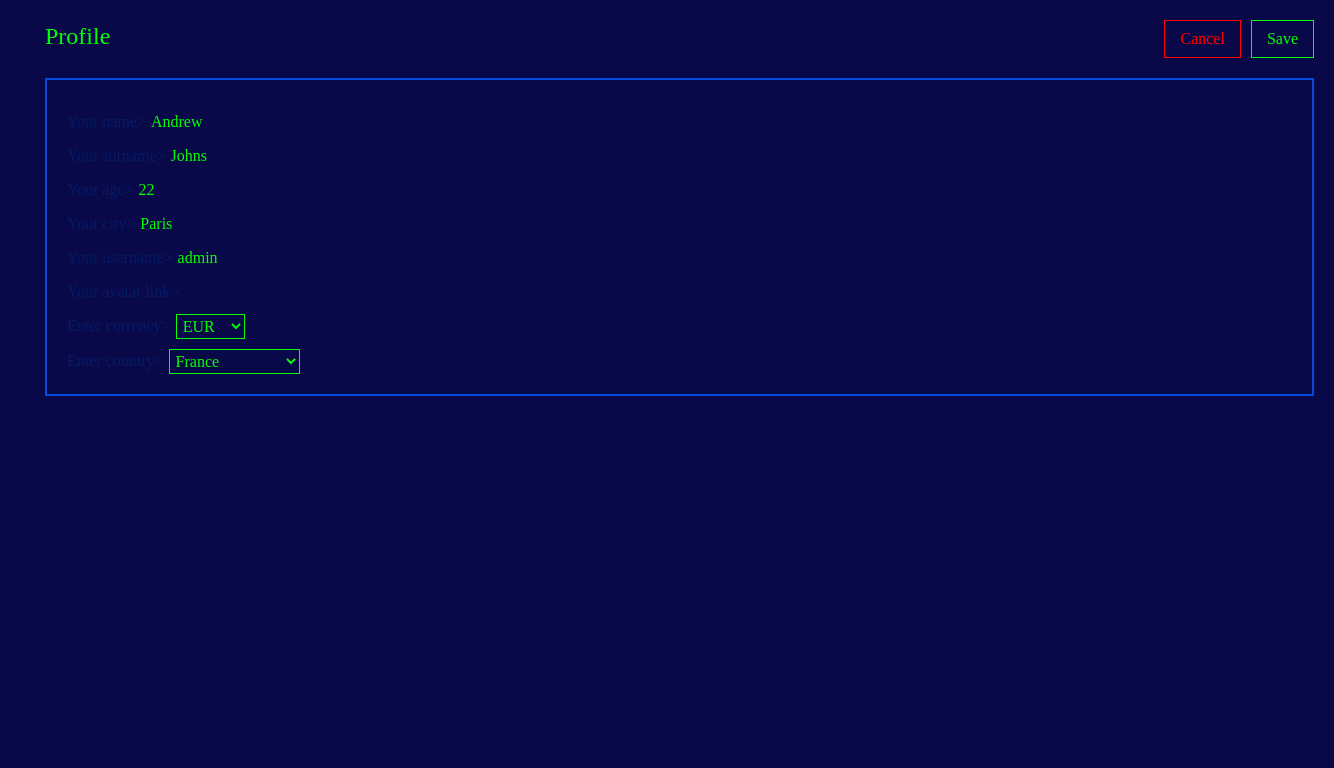 Profile
Cancel
Save
Your name> Andrew
Your surname> Johns
Your age> 22
Your city> Paris
Your username> admin
Your avatar link>
Enter currency> EUR
Enter country> France